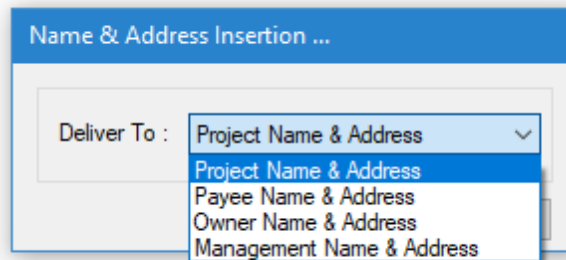 Name & Address Insertion ...
Deliver To : Project Name & Address
Project Name & Address
Payee Name & Address
Owner Name & Address
Management Name & Address